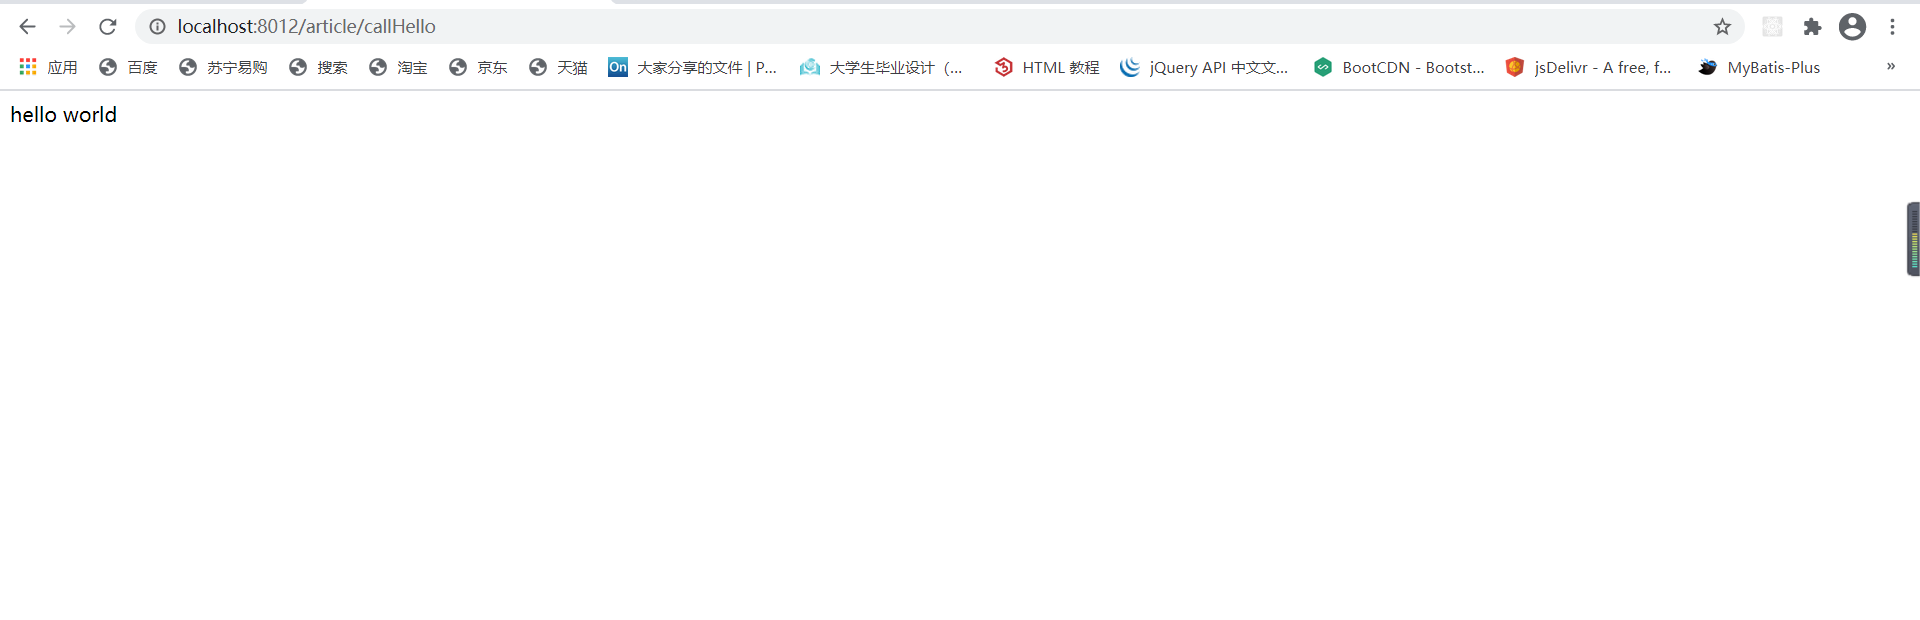 localhost:8012/article/callHello
应用 百度 苏宁易购 搜索 淘宝 京东 天猫 On 大家分享的文件 | P... 大学生毕业设计（... HTML 教程 jQuery API 中文文... BootCDN - Bootst... jsDelivr - A free, f... MyBatis-Plus »
hello world